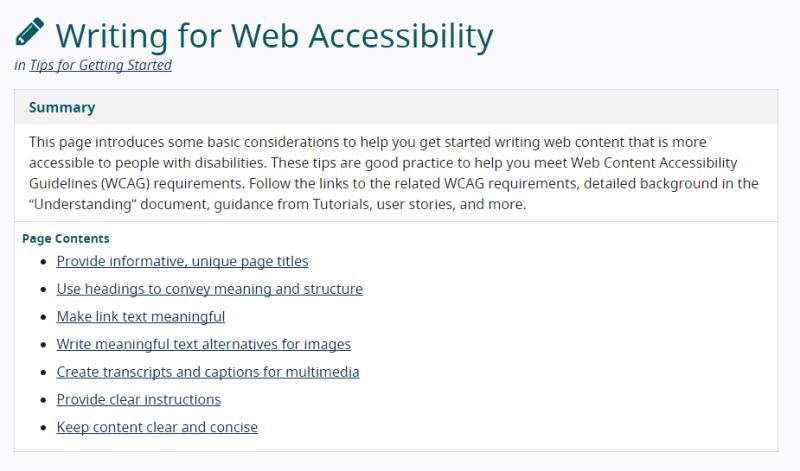 Writing for Web Accessibility
in Tips for Getting Started
Summary
This page introduces some basic considerations to help you get started writing web content that is more
accessible to people with disabilities. These tips are good practice to help you meet Web Content Accessibility
Guidelines (WCAG) requirements. Follow the links to the related WCAG requirements, detailed background in the
“Understanding” document, guidance from Tutorials, user stories, and more.
Page Contents
Provide informative, unique page titles
Use headings to convey meaning and structure
Make link text meaningful
Write meaningful text alternatives for images
Create transcripts and captions for multimedia
Provide clear instructions
Keep content clear and concise